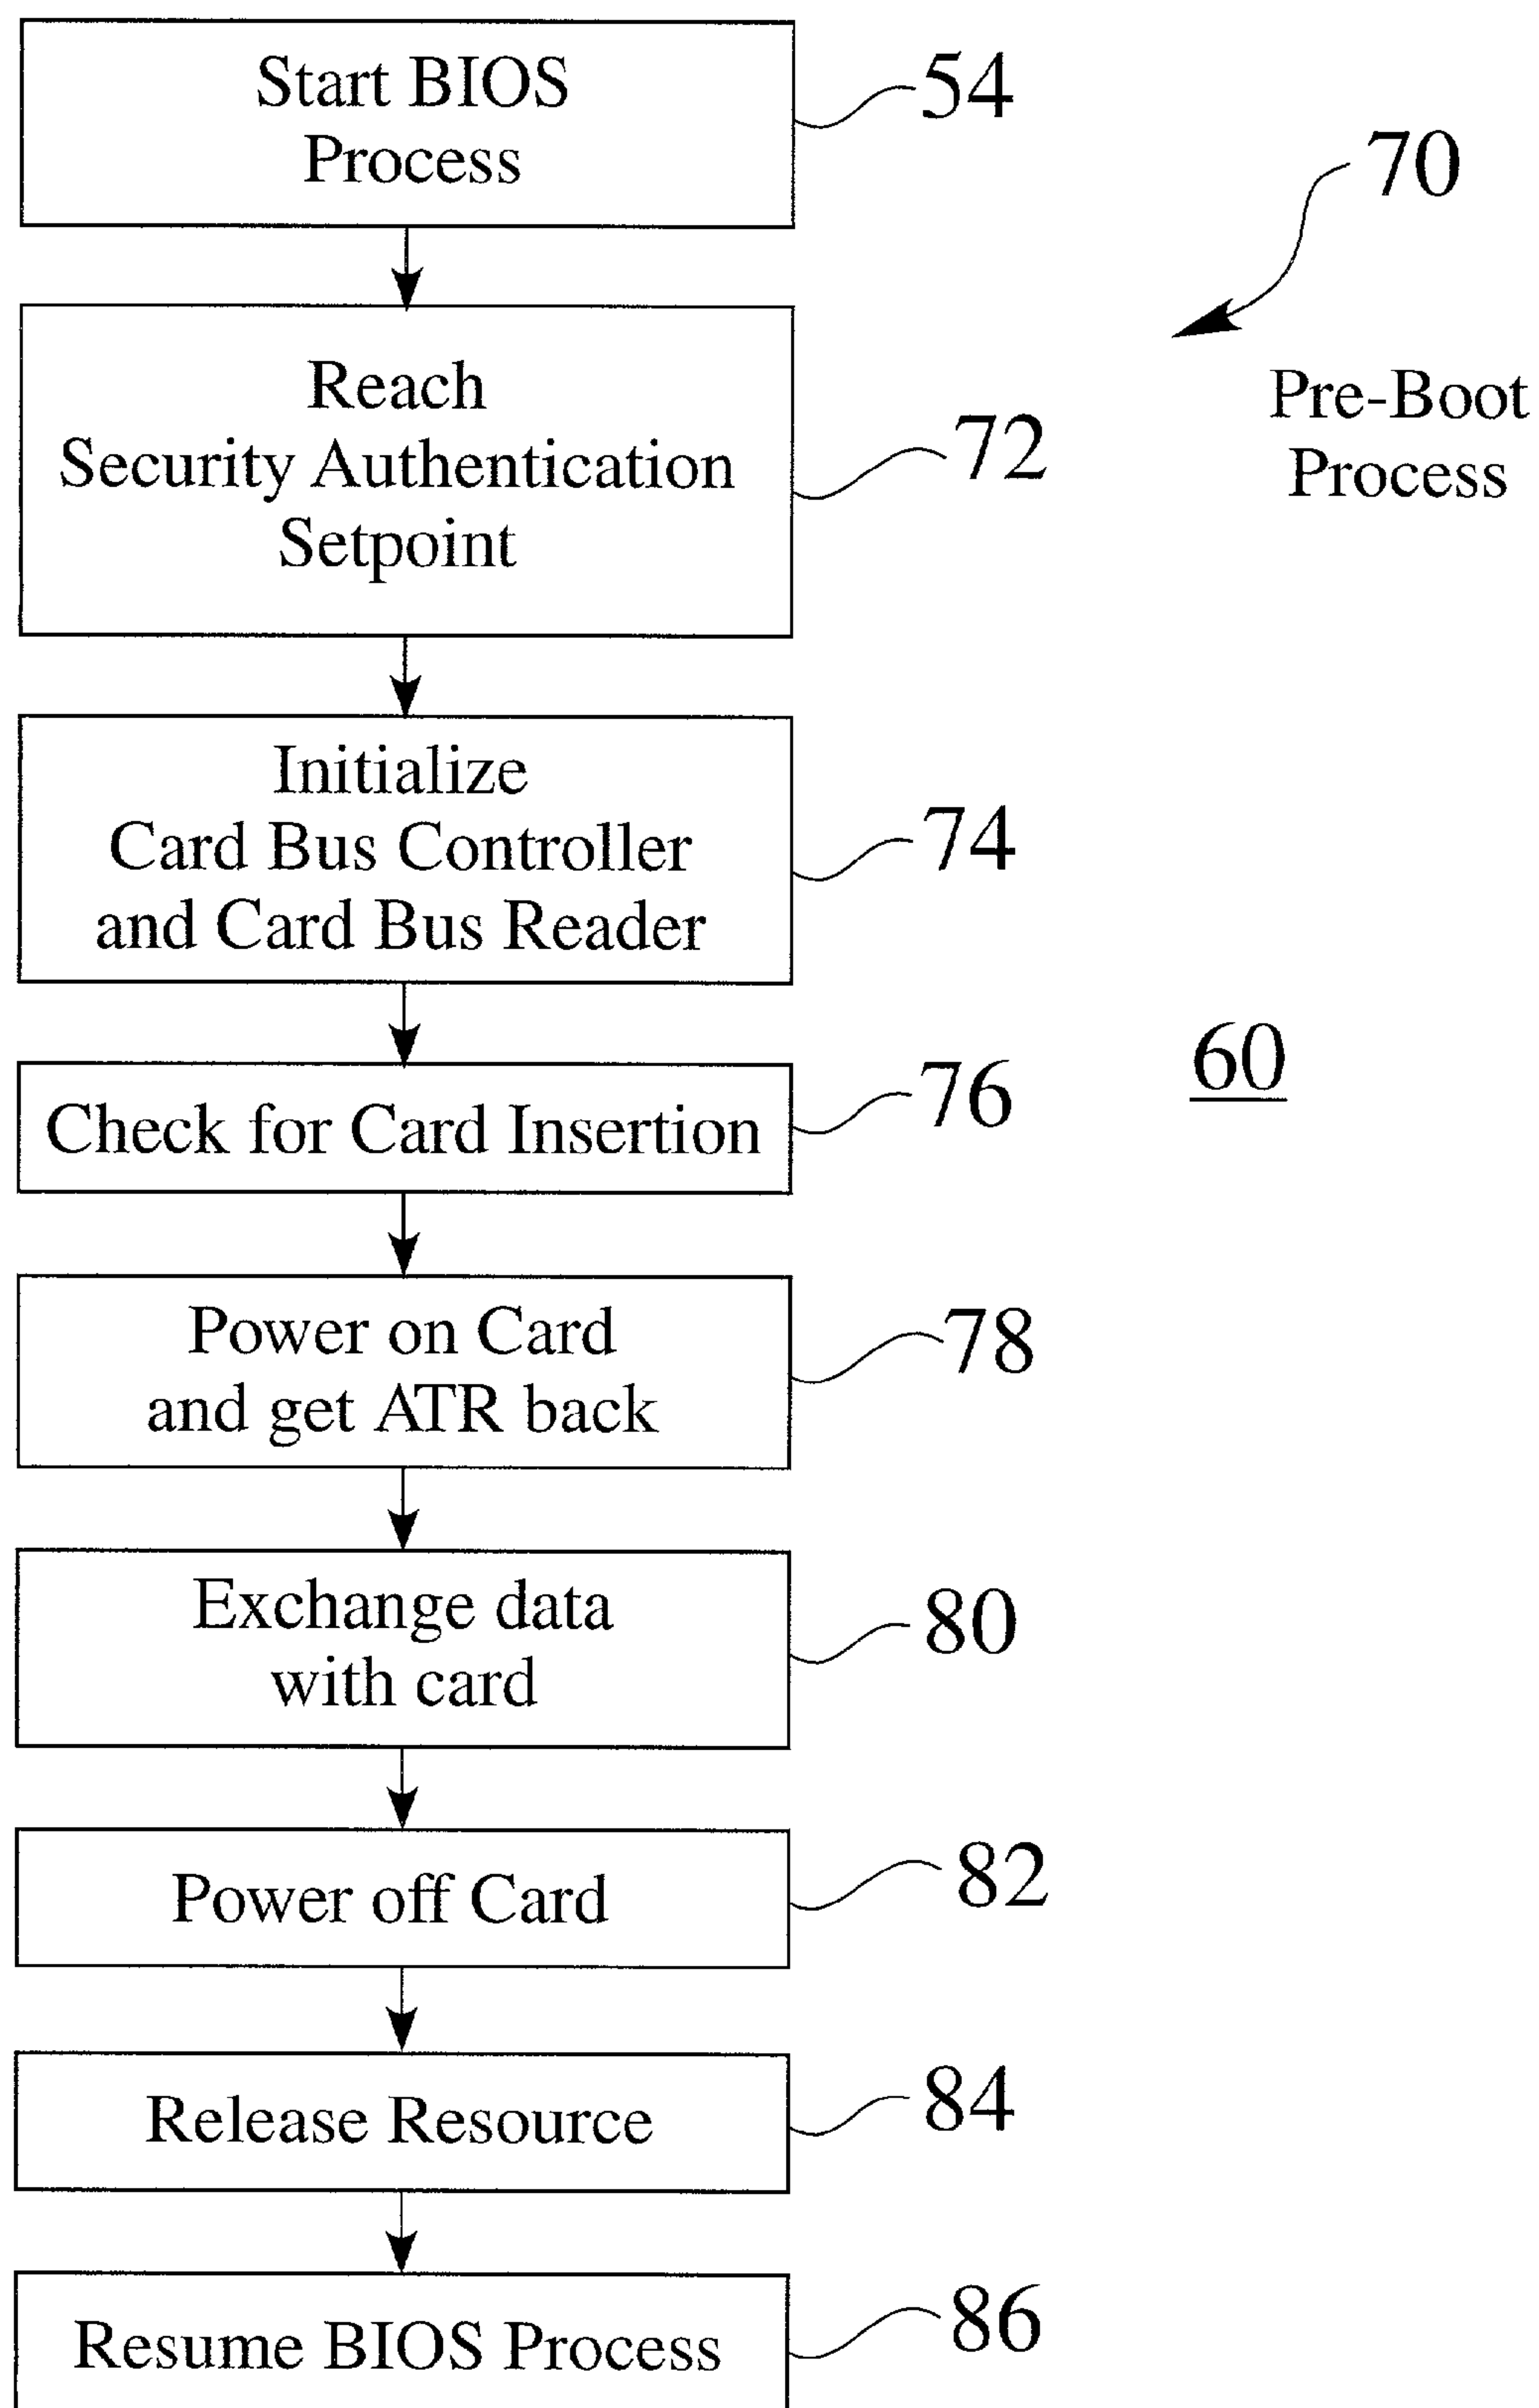 Start BIOS
Process
54
70
Pre-Boot
Process
Reach
Security Authentication
Setpoint
72
Initialize
Card Bus Controller
and Card Bus Reader
74
60
Check for Card Insertion
76
Power on Card
and get ATR back
78
Exchange data
with card
80
Power off Card
82
Release Resource
84
Resume BIOS Process
86